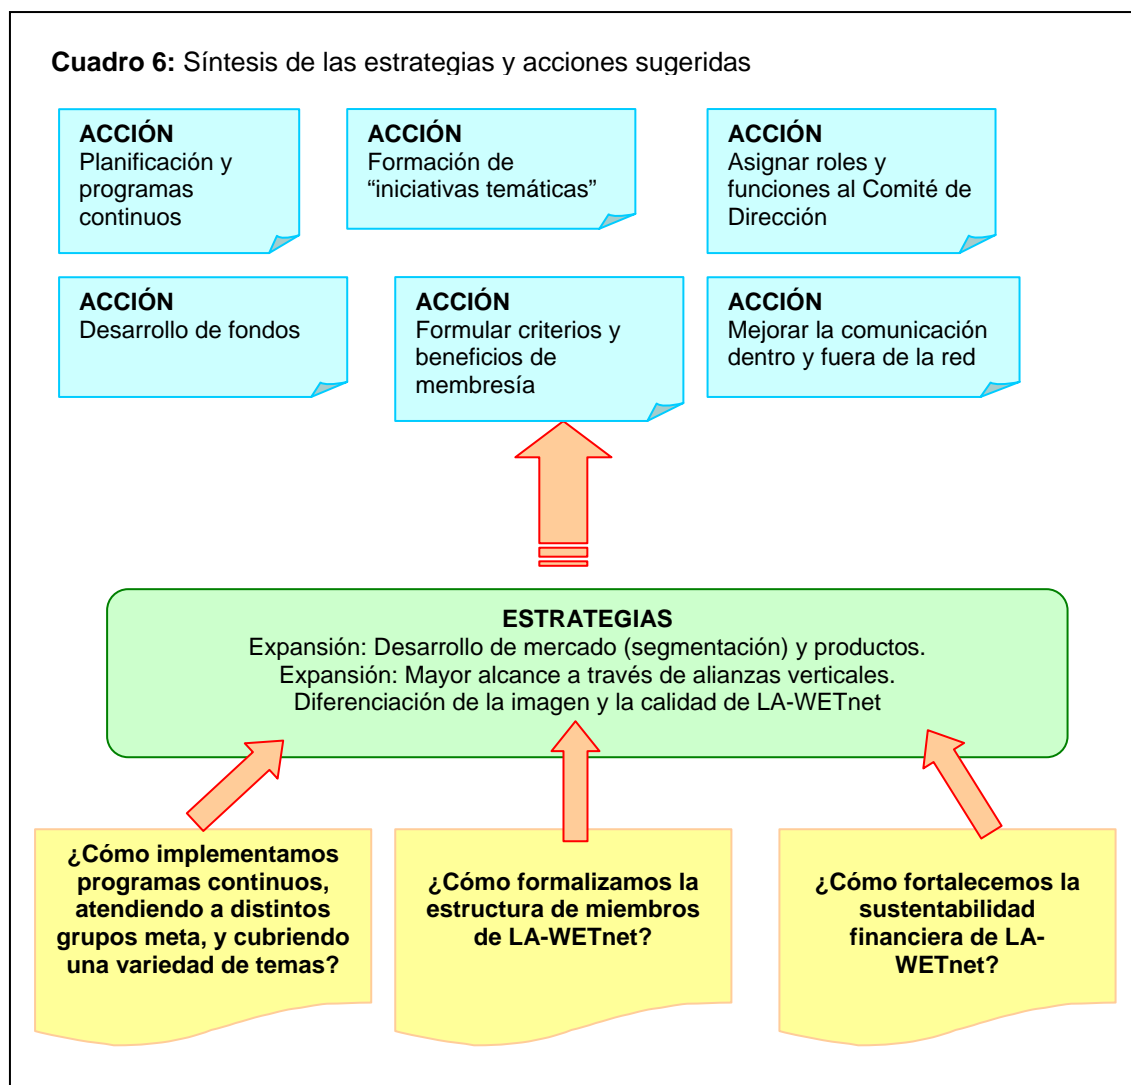 Cuadro 6: Síntesis de las estrategias y acciones sugeridas
ACCIÓN
Planificación y
programas
continuos
ACCIÓN
Formación de
“iniciativas temáticas”
ACCIÓN
Asignar roles y
funciones al Comité de
Dirección
ACCIÓN
Desarrollo de fondos
ACCIÓN
Formular criterios y
beneficios de
membresía
ACCIÓN
Mejorar la comunicación
dentro y fuera de la red
ESTRATEGIAS
Expansión: Desarrollo de mercado (segmentación) y productos.
Expansión: Mayor alcance a través de alianzas verticales.
Diferenciación de la imagen y la calidad de LA-WETnet
¿Cómo implementamos
programas continuos,
atendiendo a distintos
grupos meta, y cubriendo
una variedad de temas?
¿Cómo formalizamos la
estructura de miembros
de LA-WETnet?
¿Cómo fortalecemos la
sustentabilidad
financiera de LA-
WETnet?